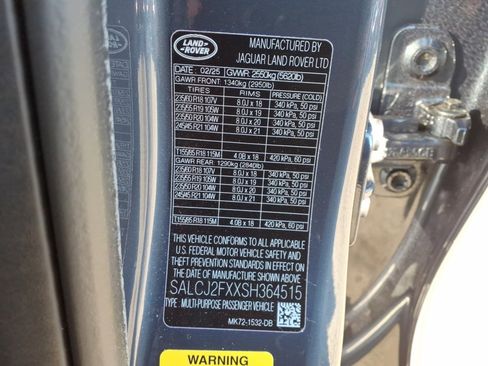 LAND
ROVER
MANUFACTURED BY
JAGUAR LAND ROVER LTD
DATE: 02/25 GVWR: 2550kg (5620lb)
GAWR FRONT: 1340kg (2950lb)
TIRES RIMS PRESSURE (COLD)
235/60 R18 107V 8.0J x 18 340 kPa, 50 psi
235/55 R19 105W 8.0J x 19 340 kPa, 50 psi
235/50 R20 104W 8.0J x 20 340 kPa, 50 psi
245/45 R21 104W 8.0J x 21 340 kPa, 50 psi
T155/85 R18 115M 4.0B x 18 420 kPa, 60 psi
GAWR REAR: 1290kg (2840lb)
235/60 R18 107V 8.0J x 18 340 kPa, 50 psi
235/55 R19 105W 8.0J x 19 340 kPa, 50 psi
235/50 R20 104W 8.0J x 20 340 kPa, 50 psi
245/45 R21 104W 8.0J x 21 340 kPa, 50 psi
T155/85 R18 115M 4.0B x 18 420 kPa, 60 psi
THIS VEHICLE CONFORMS TO ALL APPLICABLE
U.S. FEDERAL MOTOR VEHICLE SAFETY AND
THEFT PREVENTION STANDARDS IN EFFECT ON
THE DATE OF MANUFACTURE SHOWN ABOVE
SALCJ2FXXSH364515
TYPE: MULTI-PURPOSE PASSENGER VEHICLE
MK72-1532-DB
WARNING